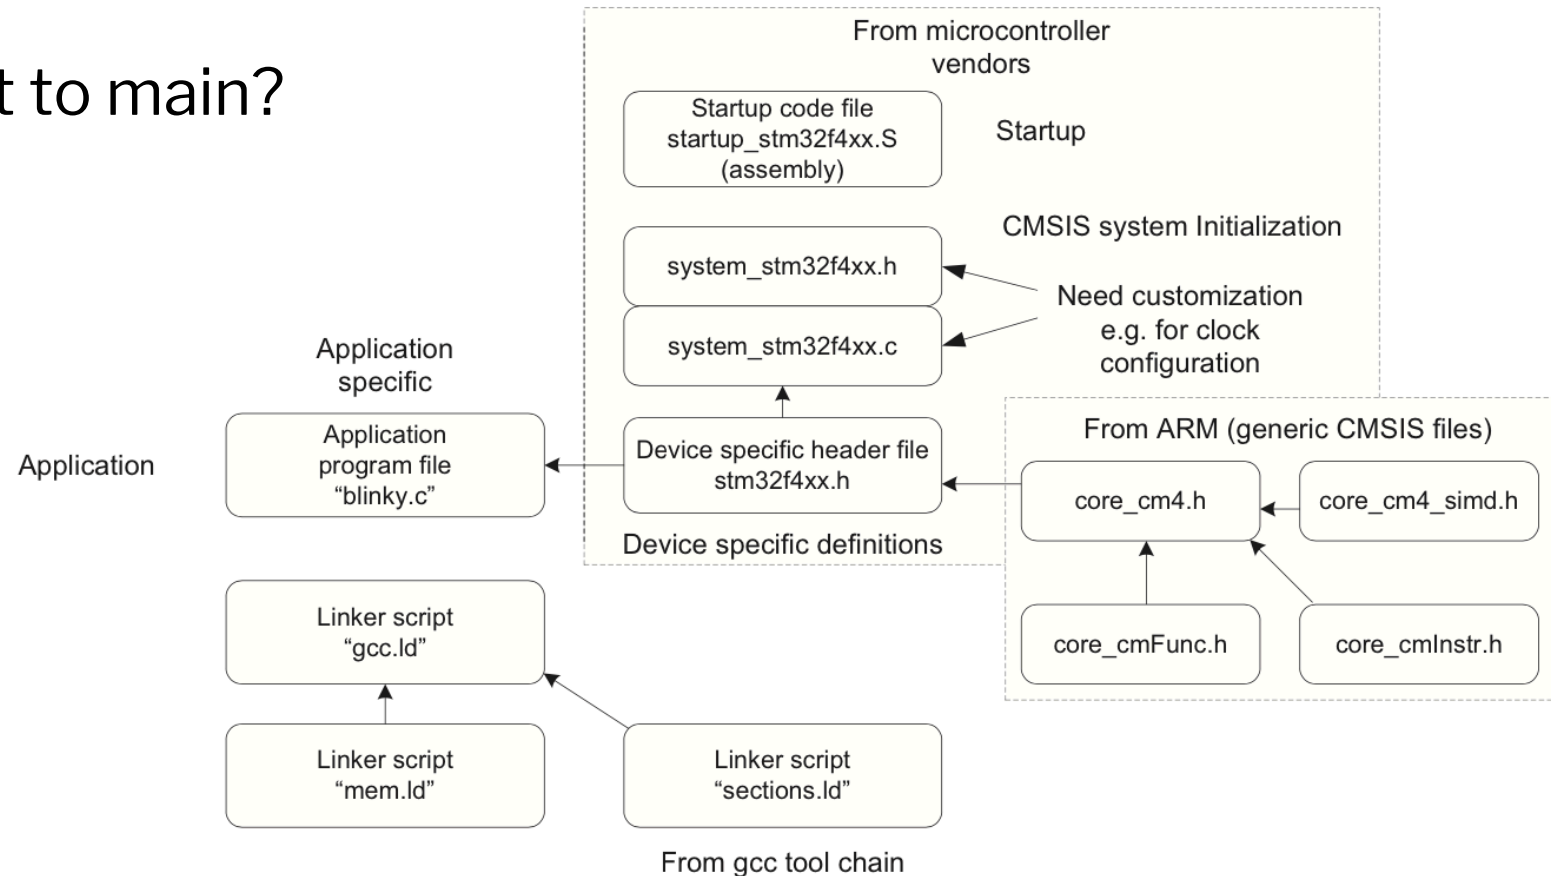 t to main?
From microcontroller
vendors
Startup code file
startup_stm32f4xx.S
(assembly)
Startup
CMSIS system Initialization
system_stm32f4xx.h
Need customization
e.g. for clock
configuration
system_stm32f4xx.c
Application
specific
Application
Application
program file
“blinky.c”
Device specific header file
stm32f4xx.h
Device specific definitions
From ARM (generic CMSIS files)
core_cm4.h
core_cm4_simd.h
core_cmFunc.h
core_cmInstr.h
Linker script
“gcc.ld”
Linker script
“mem.ld”
Linker script
“sections.ld”
From gcc tool chain